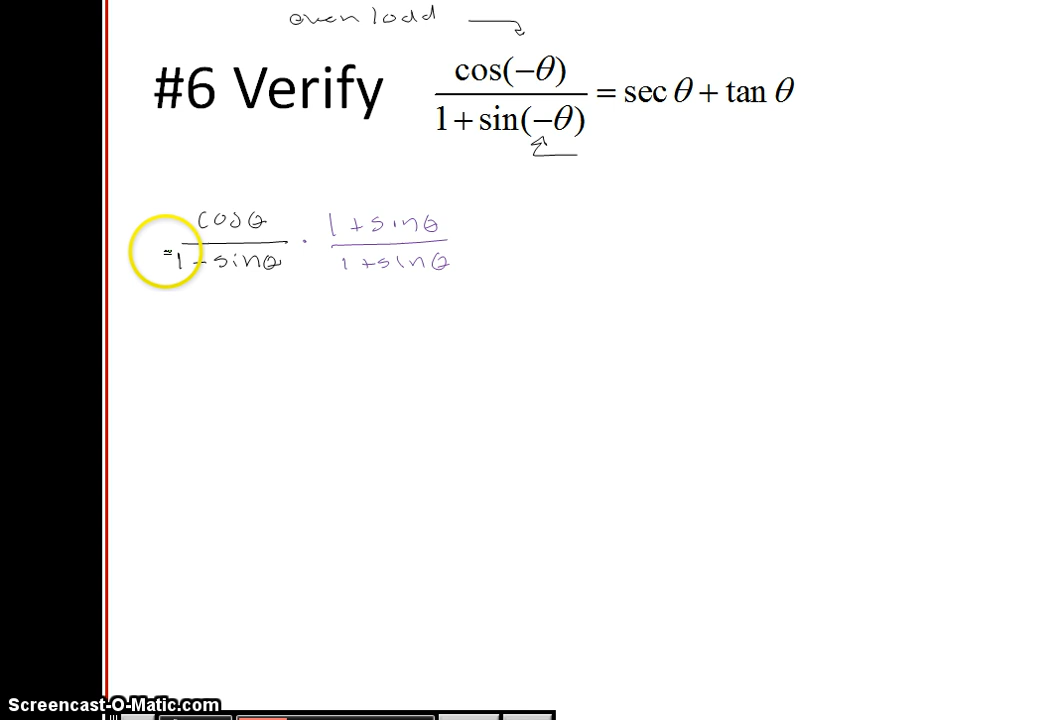 even / odd
#6 Verify cos(−θ) / 1 + sin(−θ) = sec θ + tan θ
= cosθ / 1 - sinθ · 1 + sinθ / 1 + sinθ
Screencast-O-Matic.com